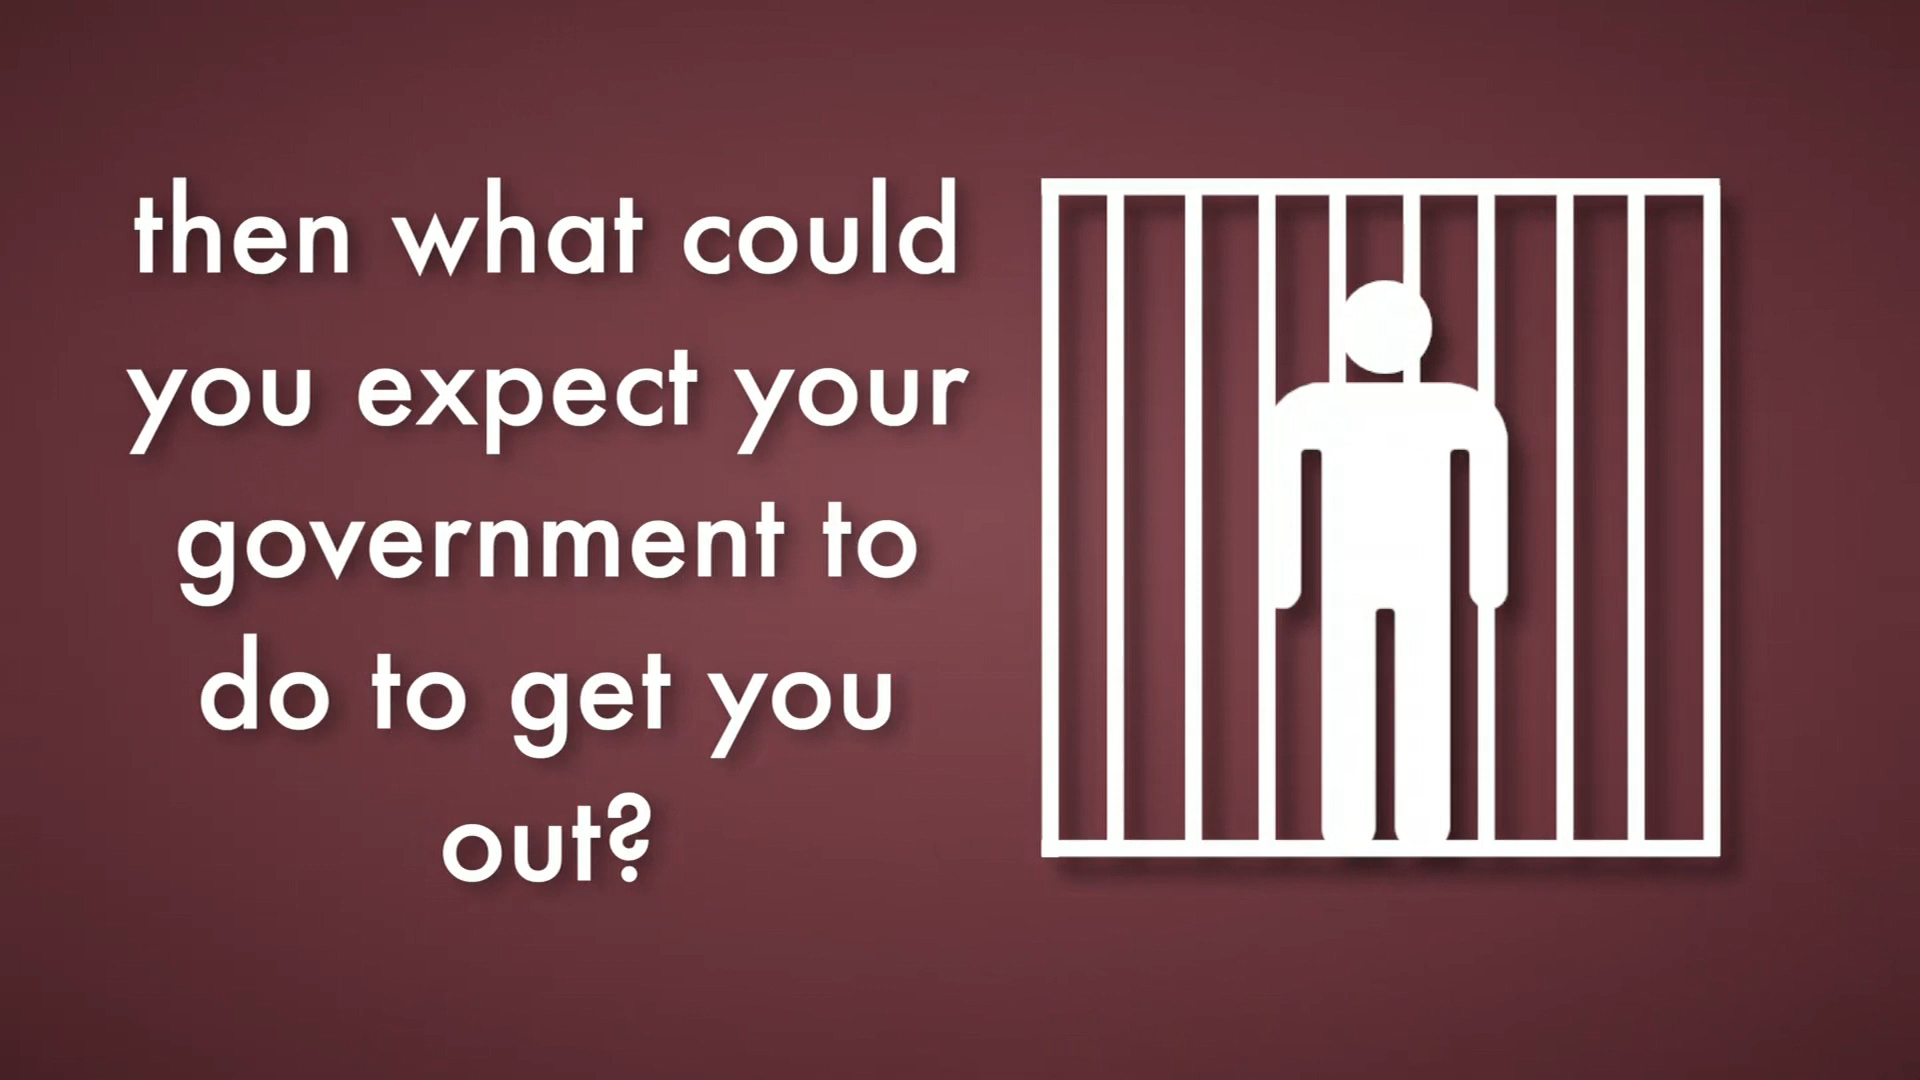 then what could
you expect your
government to
do to get you
out?